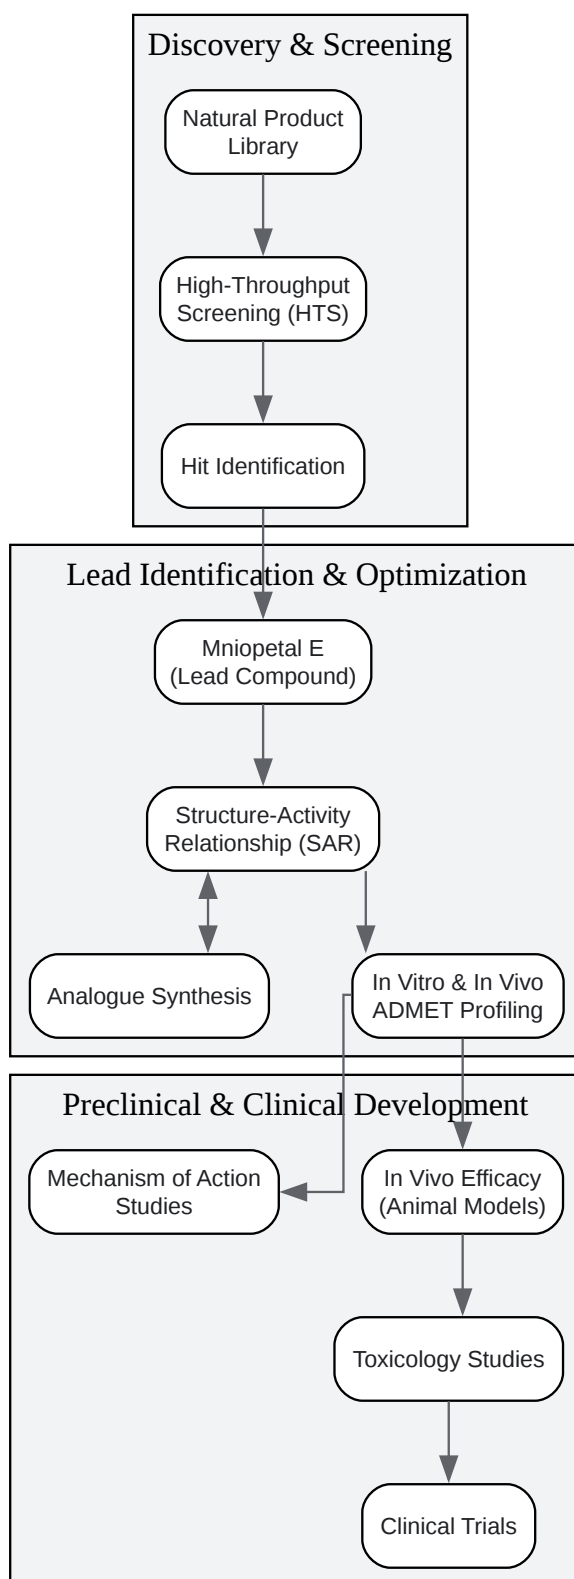 Discovery & Screening
Natural Product
Library
High-Throughput
Screening (HTS)
Hit Identification
Lead Identification & Optimization
Mniopetal E
(Lead Compound)
Structure-Activity
Relationship (SAR)
Analogue Synthesis
In Vitro & In Vivo
ADMET Profiling
Preclinical & Clinical Development
Mechanism of Action
Studies
In Vivo Efficacy
(Animal Models)
Toxicology Studies
Clinical Trials